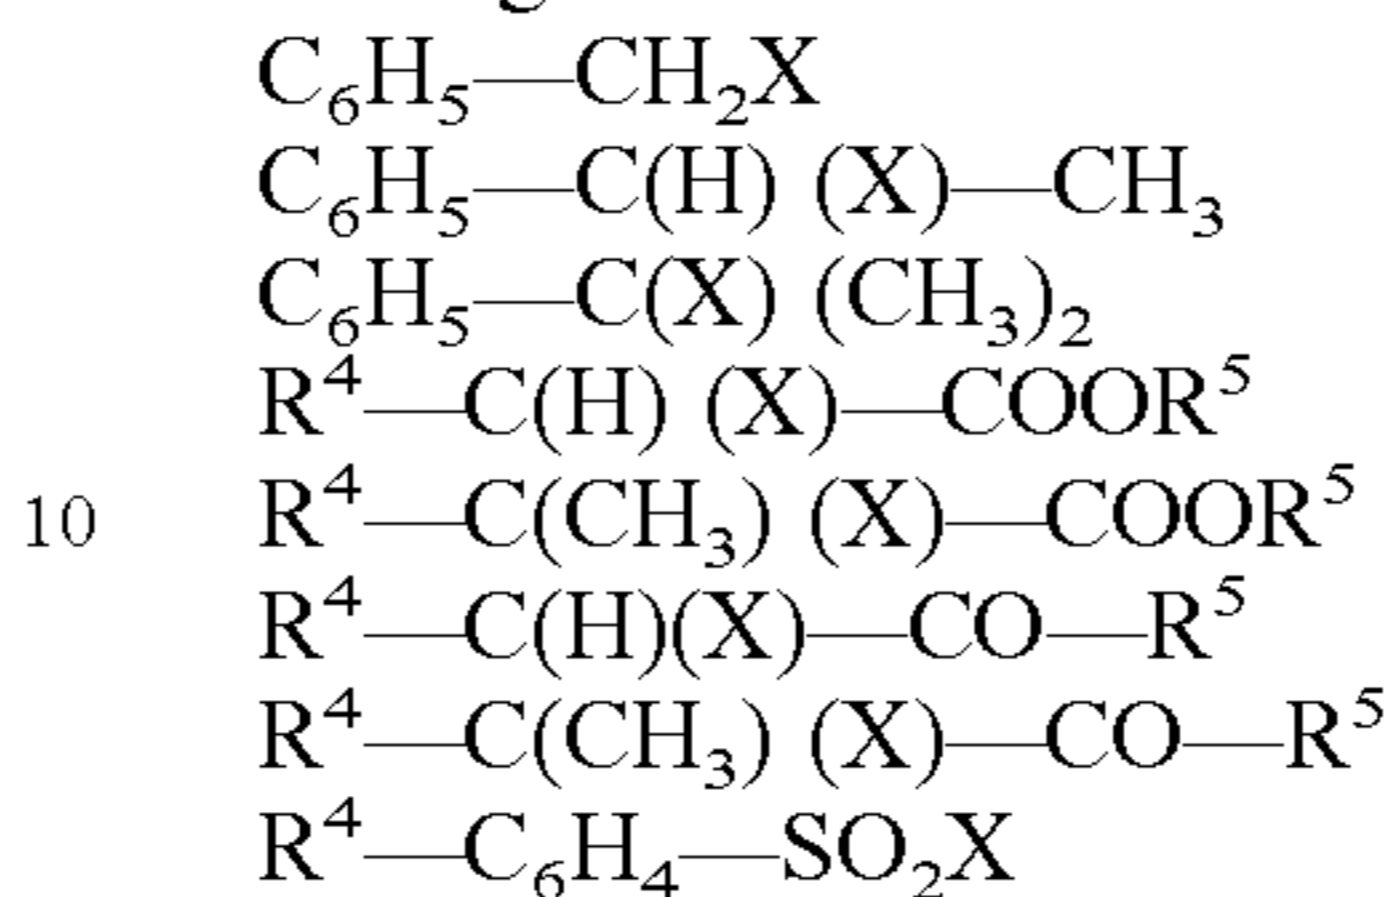 C₆H₅—CH₂X
C₆H₅—C(H) (X)—CH₃
C₆H₅—C(X) (CH₃)₂
R⁴—C(H) (X)—COOR⁵
10 R⁴—C(CH₃) (X)—COOR⁵
R⁴—C(H)(X)—CO—R⁵
R⁴—C(CH₃) (X)—CO—R⁵
R⁴—C₆H₄—SO₂X